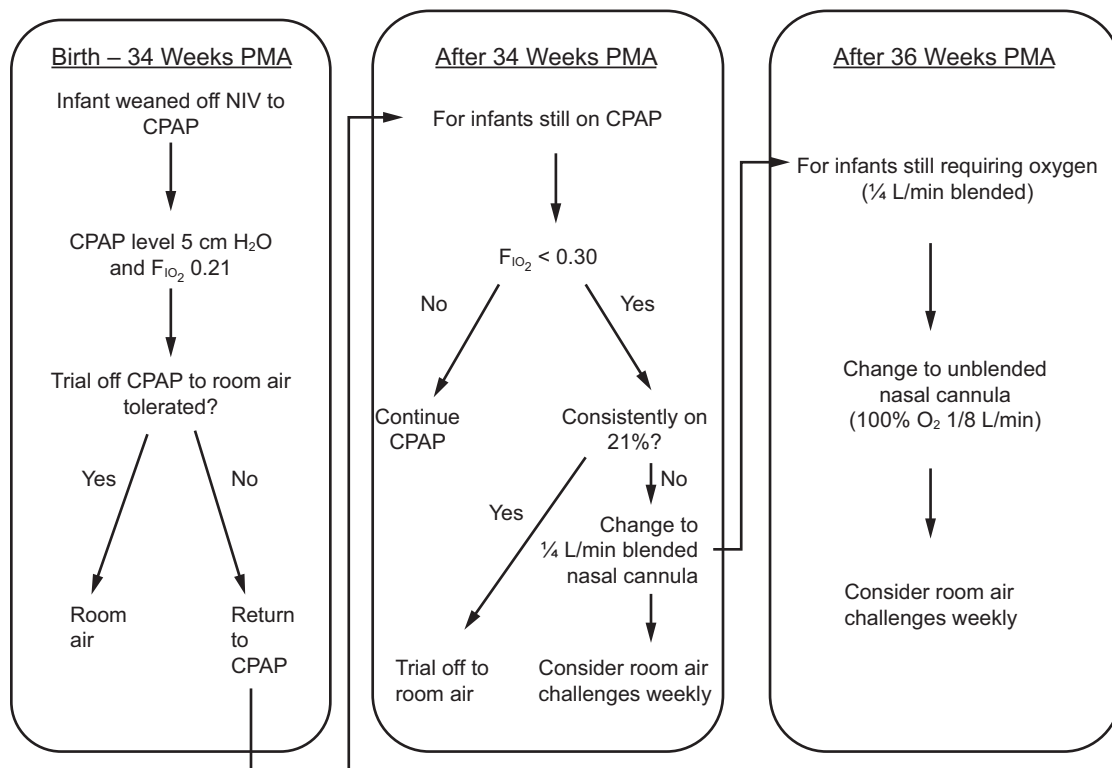 Birth – 34 Weeks PMA
Infant weaned off NIV to
CPAP
CPAP level 5 cm H₂O
and FIO₂ 0.21
Trial off CPAP to room air
tolerated?
Yes
No
Room
air
Return
to
CPAP
After 34 Weeks PMA
For infants still on CPAP
FIO₂ < 0.30
No
Yes
Continue
CPAP
Consistently on
21%?
Yes
No
Change to
¼ L/min blended
nasal cannula
Trial off to
room air
Consider room air
challenges weekly
After 36 Weeks PMA
For infants still requiring oxygen
(¼ L/min blended)
Change to unblended
nasal cannula
(100% O₂ 1/8 L/min)
Consider room air
challenges weekly